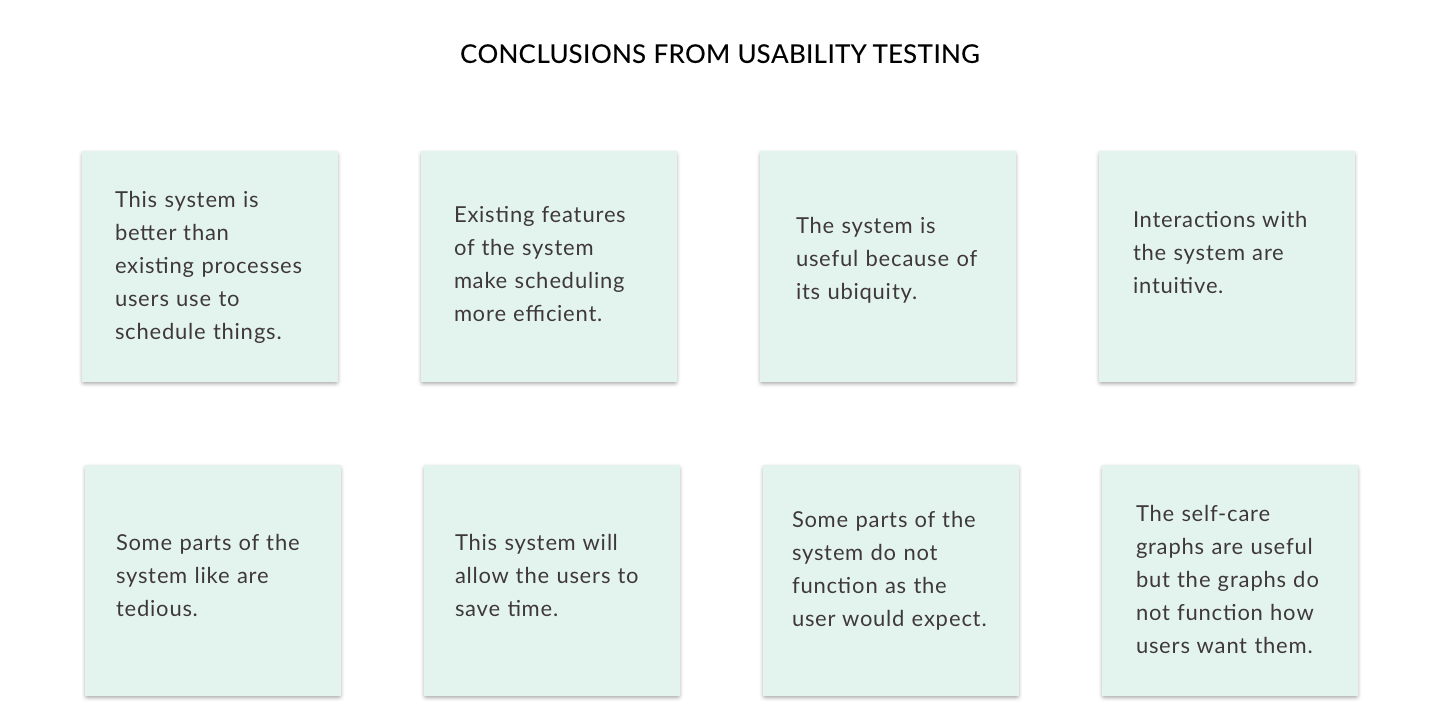 CONCLUSIONS FROM USABILITY TESTING
This system is
better than
existing processes
users use to
schedule things.
Existing features
of the system
make scheduling
more efficient.
The system is
useful because of
its ubiquity.
Interactions with
the system are
intuitive.
Some parts of the
system like are
tedious.
This system will
allow the users to
save time.
Some parts of the
system do not
function as the
user would expect.
The self-care
graphs are useful
but the graphs do
not function how
users want them.